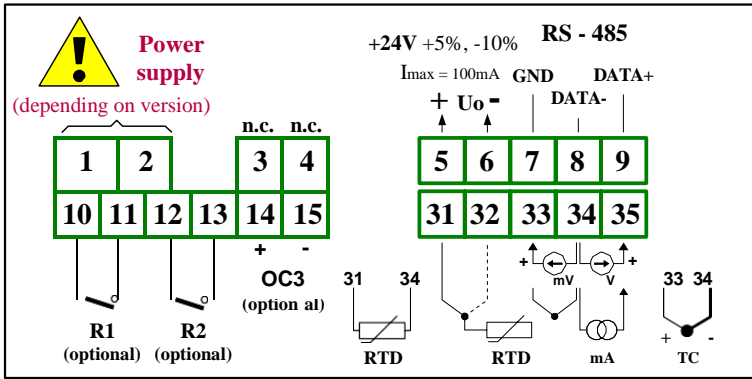 Power
supply
(depending on version)
+24V +5%, -10%
RS - 485
Imax = 100mA
GND
DATA+
+ Uo -
DATA-
n.c. n.c.
1 2 3 4
5 6 7 8 9
10 11 12 13 14 15
31 32 33 34 35
+ -
OC3
(option al)
R1
(optional)
R2
(optional)
+ mV
V +
31 34
RTD
RTD
mA
33 34
+ -
TC